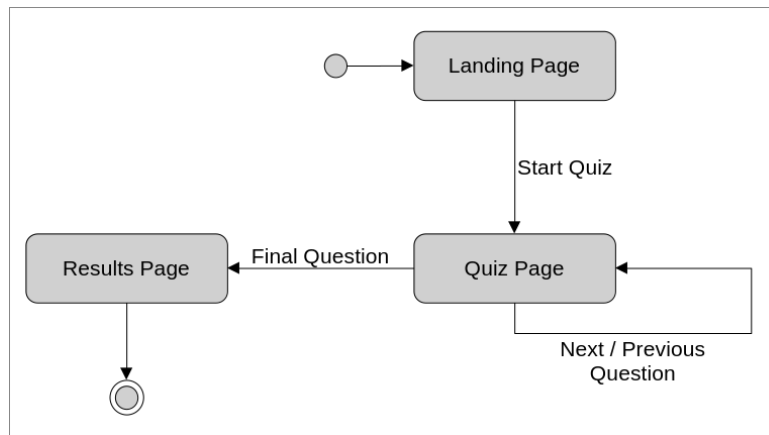 Landing Page
Start Quiz
Results Page
Final Question
Quiz Page
Next / Previous
Question